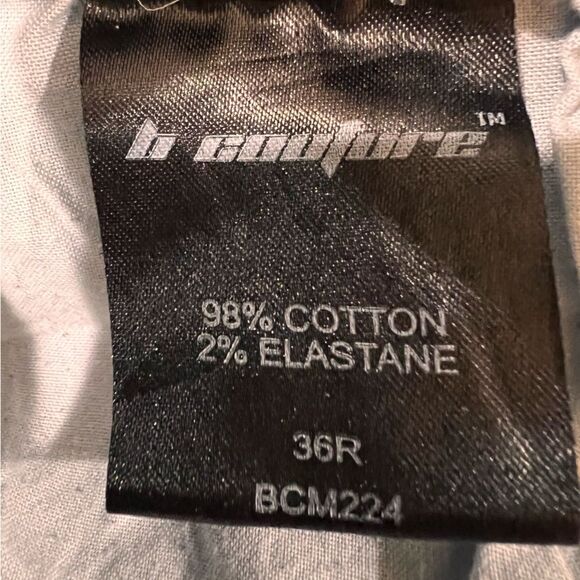 b couture™
98% COTTON
2% ELASTANE
36R
BCM224